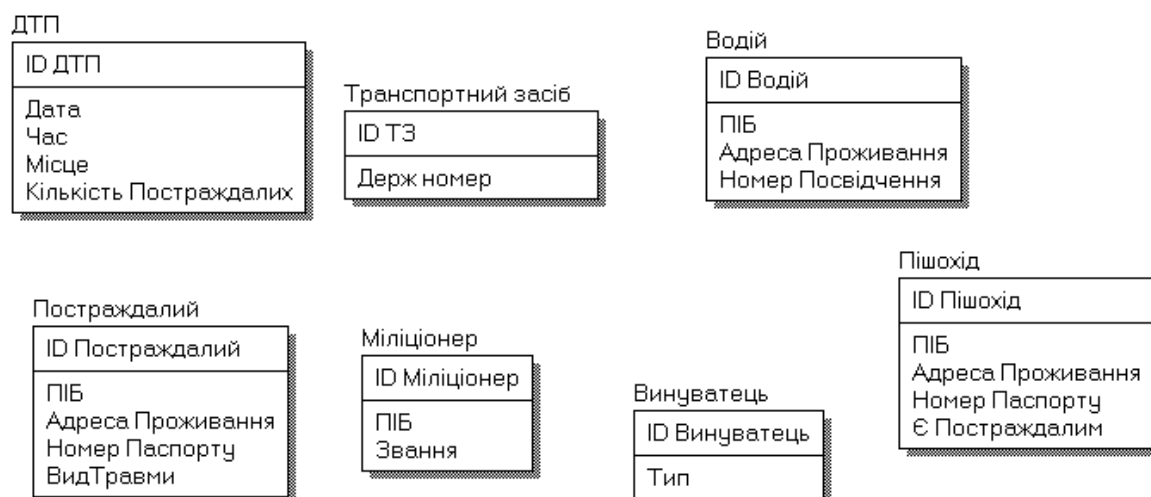 ДТП
ID ДТП
Дата
Час
Місце
Кількість Постраждалих
Транспортний засіб
ID ТЗ
Держ номер
Водій
ID Водій
ПІБ
Адреса Проживання
Номер Посвідчення
Постраждалий
ID Постраждалий
ПІБ
Адреса Проживання
Номер Паспорту
ВидТравми
Міліціонер
ID Міліціонер
ПІБ
Звання
Винуватець
ID Винуватець
Тип
Пішохід
ID Пішохід
ПІБ
Адреса Проживання
Номер Паспорту
Є Постраждалим